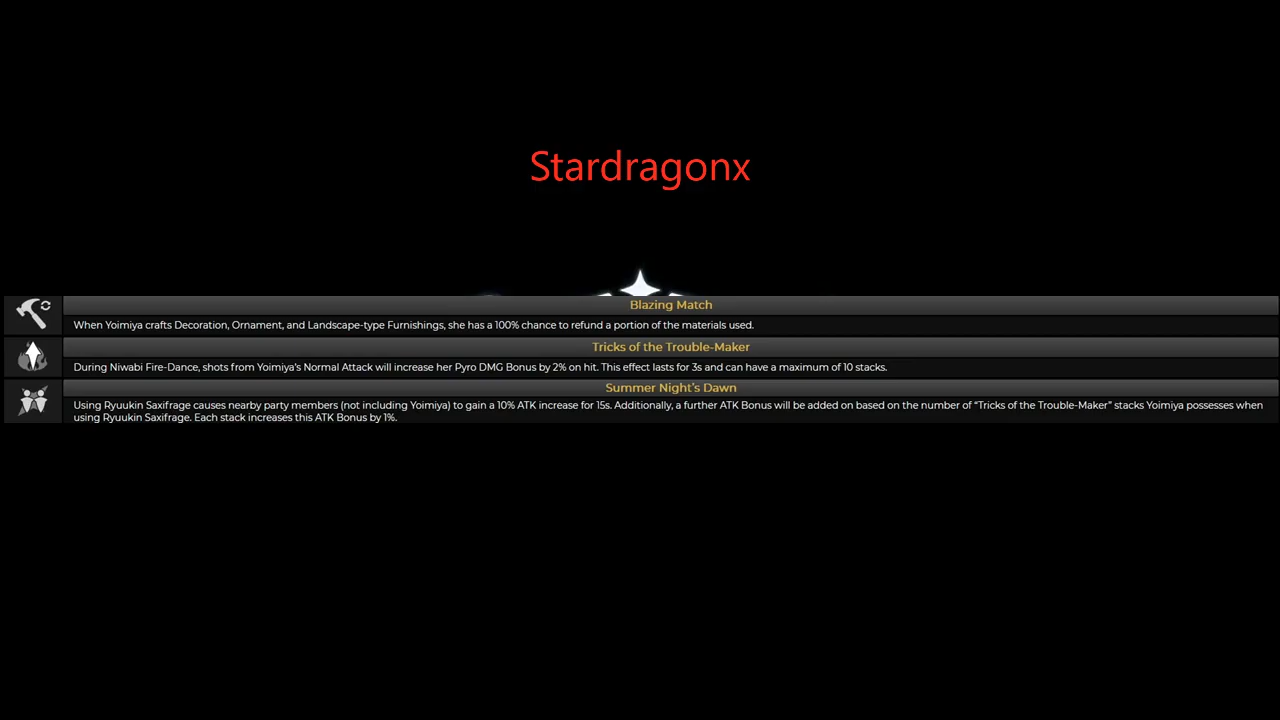 Stardragonx
Blazing Match
When Yoimiya crafts Decoration, Ornament, and Landscape-type Furnishings, she has a 100% chance to refund a portion of the materials used.
Tricks of the Trouble-Maker
During Niwabi Fire-Dance, shots from Yoimiya's Normal Attack will increase her Pyro DMG Bonus by 2% on hit. This effect lasts for 3s and can have a maximum of 10 stacks.
Summer Night's Dawn
Using Ryuukin Saxifrage causes nearby party members (not including Yoimiya) to gain a 10% ATK increase for 15s. Additionally, a further ATK Bonus will be added on based on the number of "Tricks of the Trouble-Maker" stacks Yoimiya possesses when
using Ryuukin Saxifrage. Each stack increases this ATK Bonus by 1%.